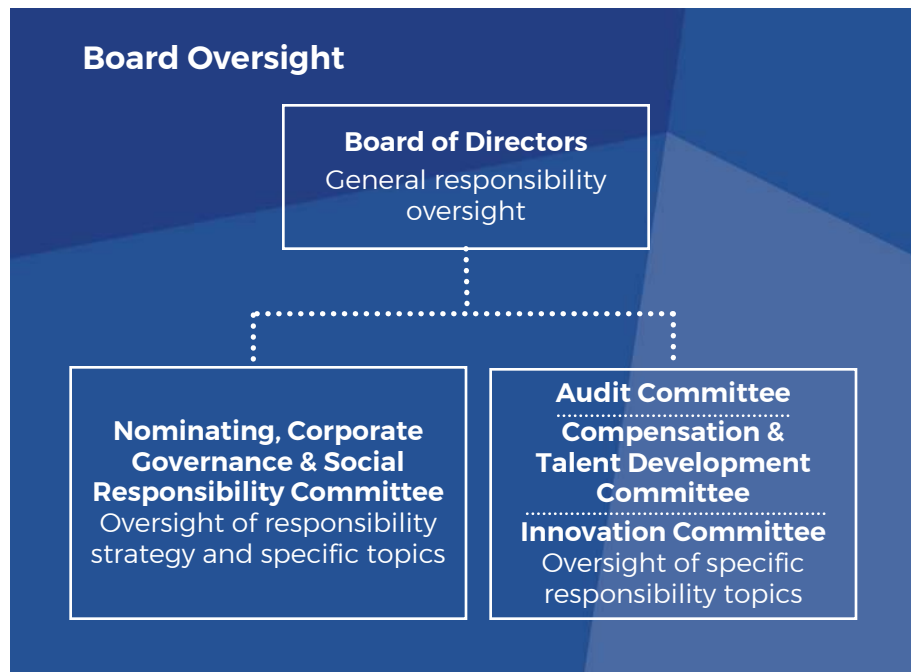 Board Oversight
Board of Directors
General responsibility
oversight
Nominating, Corporate
Governance & Social
Responsibility Committee
Oversight of responsibility
strategy and specific topics
Audit Committee
Compensation &
Talent Development
Committee
Innovation Committee
Oversight of specific
responsibility topics